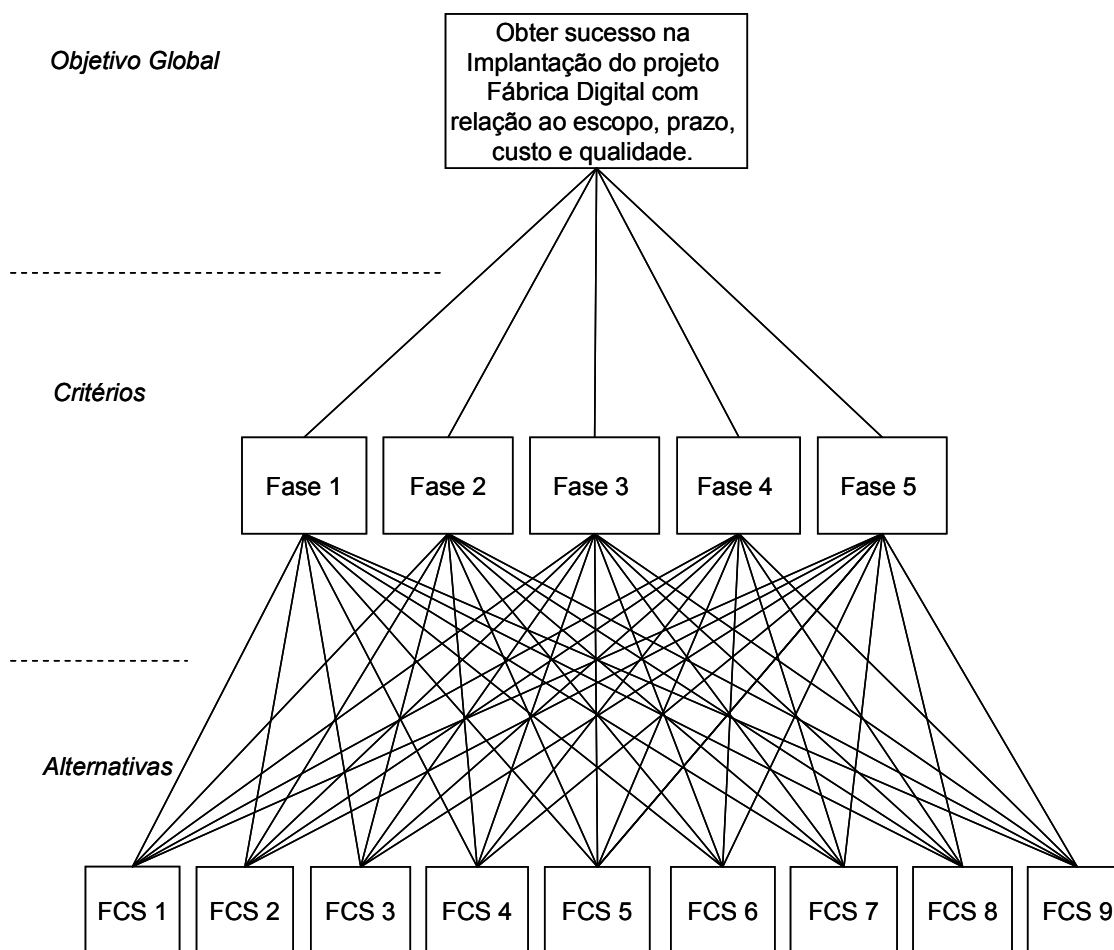 Objetivo Global
Obter sucesso na
Implantação do projeto
Fábrica Digital com
relação ao escopo, prazo,
custo e qualidade.
Critérios
Fase 1
Fase 2
Fase 3
Fase 4
Fase 5
Alternativas
FCS 1
FCS 2
FCS 3
FCS 4
FCS 5
FCS 6
FCS 7
FCS 8
FCS 9